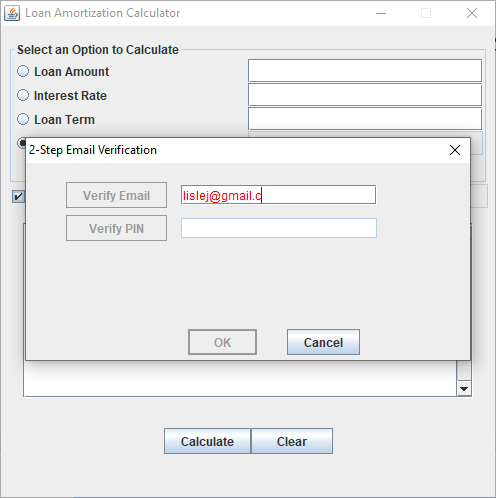 Loan Amortization Calculator
Select an Option to Calculate
Loan Amount
Interest Rate
Loan Term
2-Step Email Verification
Verify Email lislej@gmail.c
Verify PIN
OK Cancel
Calculate Clear